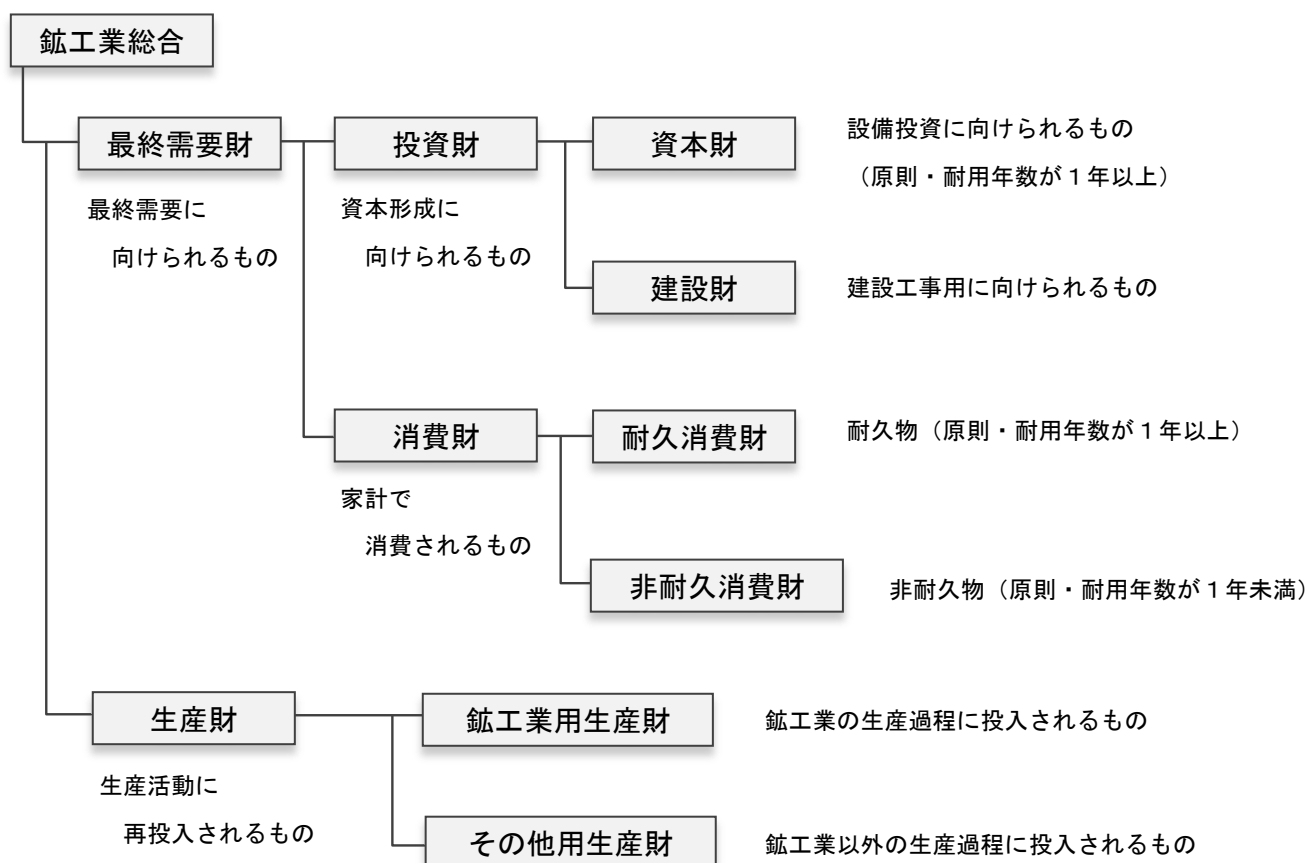 鉱工業総合
最終需要財
投資財
資本財
設備投資に向けられるもの
（原則・耐用年数が１年以上）
最終需要に
向けられるもの
資本形成に
向けられるもの
建設財
建設工事用に向けられるもの
消費財
耐久消費財
耐久物（原則・耐用年数が１年以上）
家計で
消費されるもの
非耐久消費財
非耐久物（原則・耐用年数が１年未満）
生産財
鉱工業用生産財
鉱工業の生産過程に投入されるもの
生産活動に
再投入されるもの
その他用生産財
鉱工業以外の生産過程に投入されるもの